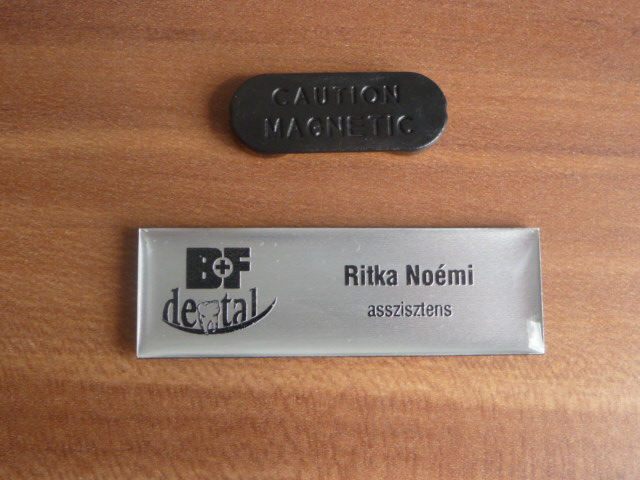 CAUTION
MAGNETIC
B+F
dental
Ritka Noémi
asszisztens